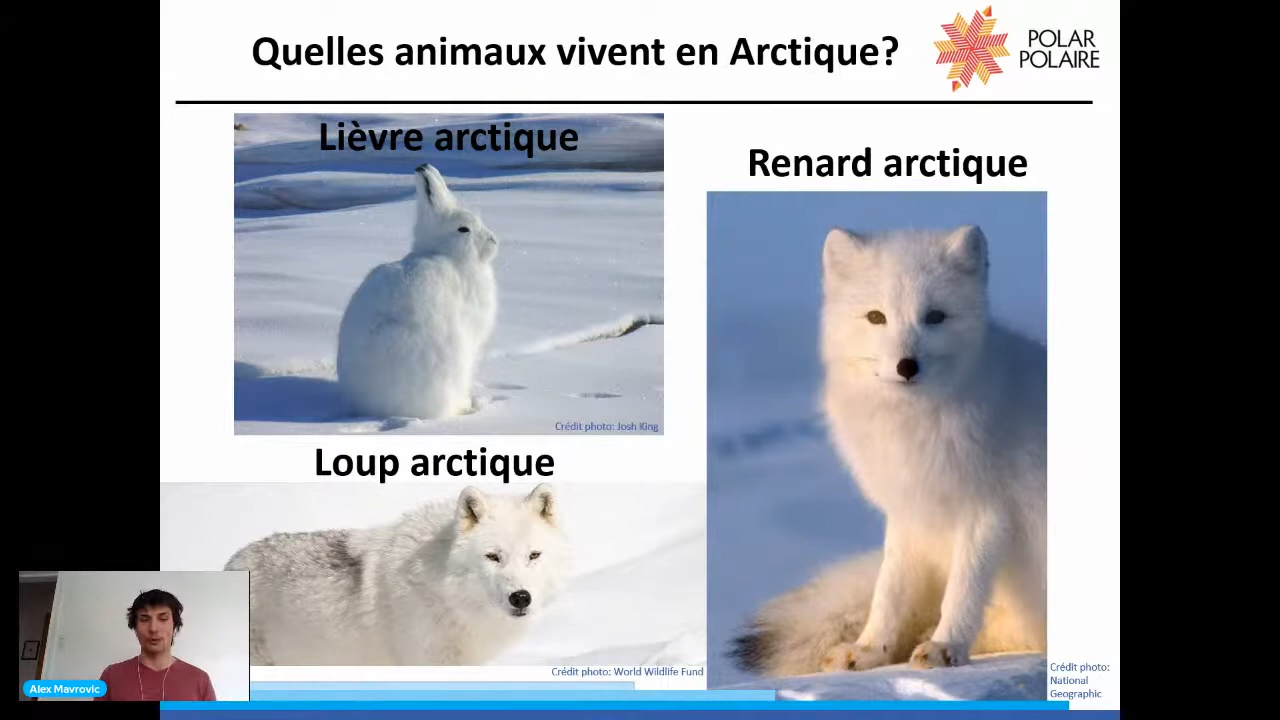 Quelles animaux vivent en Arctique?
POLAR
POLAIRE
Lièvre arctique
Renard arctique
Crédit photo: Josh King
Loup arctique
Crédit photo: World Wildlife Fund
Crédit photo:
National
Geographic
Alex Mavrovic